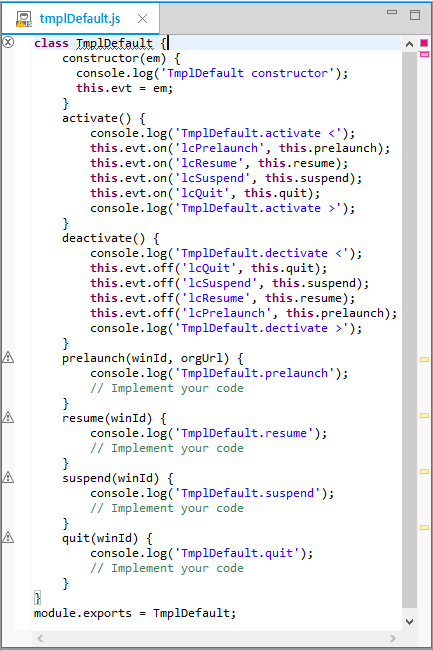 tmplDefault.js
class TmplDefault {
    constructor(em) {
      console.log('TmplDefault constructor');
      this.evt = em;
    }
    activate() {
        console.log('TmplDefault.activate <');
        this.evt.on('lcPrelaunch', this.prelaunch);
        this.evt.on('lcResume', this.resume);
        this.evt.on('lcSuspend', this.suspend);
        this.evt.on('lcQuit', this.quit);
        console.log('TmplDefault.activate >');
    }
    deactivate() {
        console.log('TmplDefault.dectivate <');
        this.evt.off('lcQuit', this.quit);
        this.evt.off('lcSuspend', this.suspend);
        this.evt.off('lcResume', this.resume);
        this.evt.off('lcPrelaunch', this.prelaunch);
        console.log('TmplDefault.dectivate >');
    }
    prelaunch(winId, orgUrl) {
        console.log('TmplDefault.prelaunch');
        // Implement your code
    }
    resume(winId) {
        console.log('TmplDefault.resume');
        // Implement your code
    }
    suspend(winId) {
        console.log('TmplDefault.suspend');
        // Implement your code
    }
    quit(winId) {
        console.log('TmplDefault.quit');
        // Implement your code
    }
}
module.exports = TmplDefault;